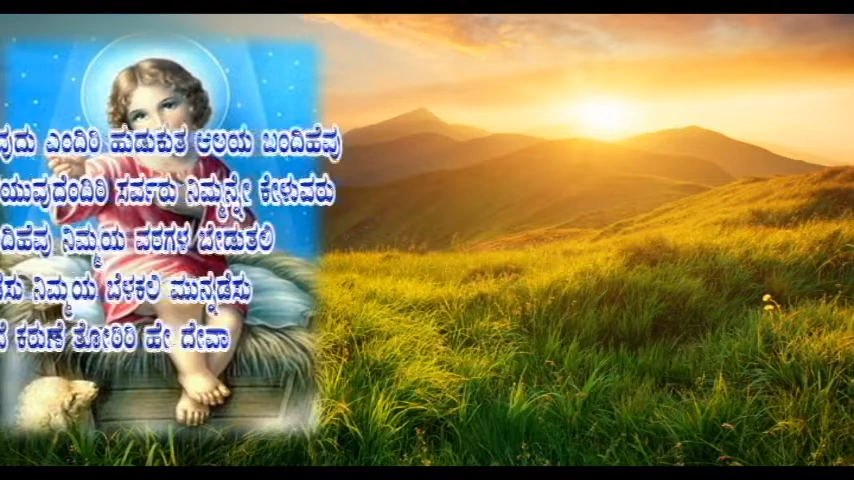 ಎಂದಿರಿ ಹುಡುಕುತ ಆಲಯ ಬಂದಿಹೆವು
ಸರ್ವರು ನಿಮ್ಮನ್ನೇ ಕೇಳುವರು
ನಿಮ್ಮಯ ವರಗಳ ಬೇಡುತಲಿ
ನಿಮ್ಮಯ ಬೆಳಕಲಿ ಮುನ್ನಡೆಸು
ಕರುಣೆ ತೋರಿರಿ ಹೇ ದೇವಾ